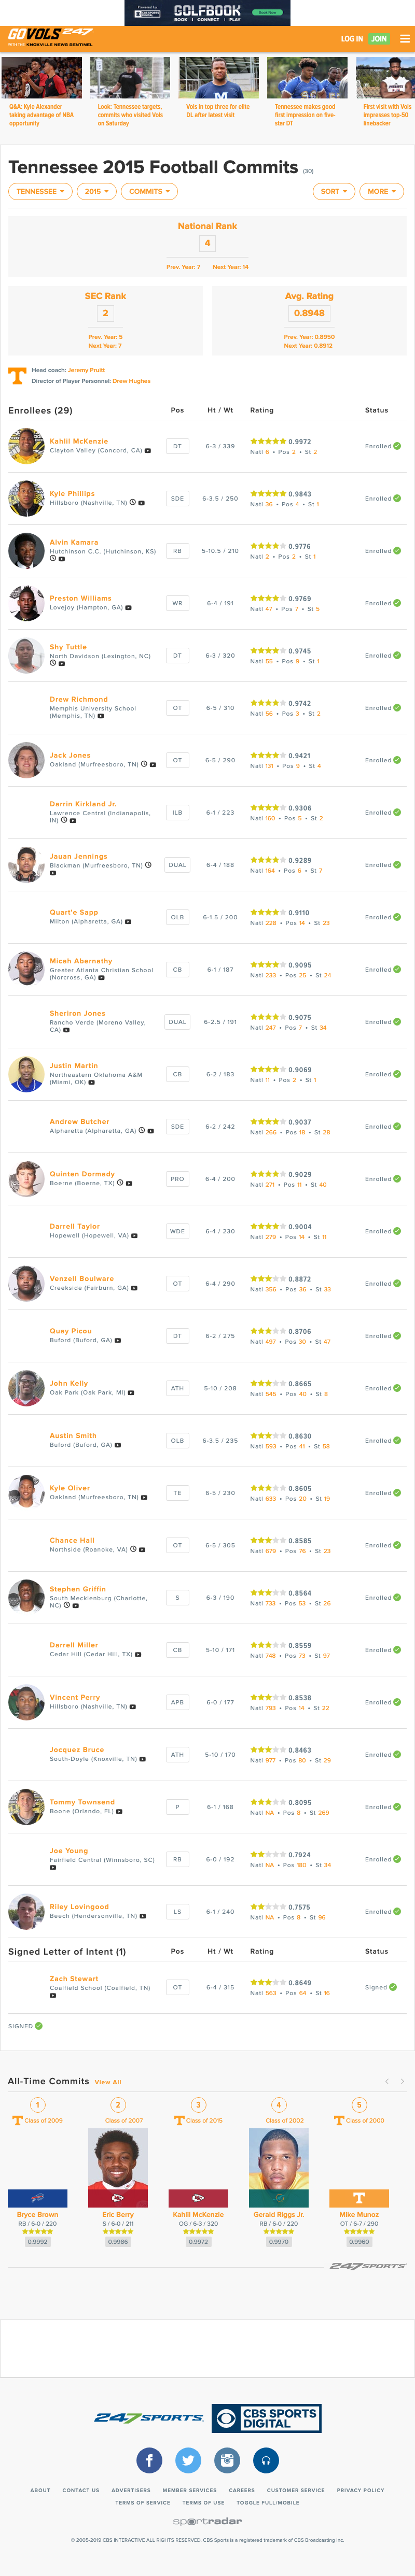 Powered by
SPORTS
GOLFBOOK
BOOK | CONNECT | PLAY
Book Now
GOVOLS247
KNOXVILLE NEWS SENTINEL
LOG IN JOIN
Q&A: Kyle Alexander taking advantage of NBA opportunity
Look: Tennessee targets, commits who visited Vols on Saturday
Vols in top three for elite DL after latest visit
Tennessee makes good first impression on five-star OT
First visit with Vols impresses top-50 linebacker
Tennessee 2015 Football Commits (30)
TENNESSEE 2015 COMMITS SORT MORE
National Rank
4
Prev. Year: 7 Next Year: 14
SEC Rank
2
Prev. Year: 5
Next Year: 7
Avg. Rating
0.8948
Prev. Year: 0.8950
Next Year: 0.8912
Head coach: Jeremy Pruitt
Director of Player Personnel: Drew Hughes
Enrollees (29) Pos Ht / Wt Rating Status
Kahlil McKenzie
Clayton Valley (Concord, CA)
DT 6-3 / 339 0.9972
Natl 6 • Pos 2 • St 2
Enrolled
Kyle Phillips
Hillsboro (Nashville, TN)
SDE 6-3.5 / 250 0.9843
Natl 36 • Pos 4 • St 1
Enrolled
Alvin Kamara
Hutchinson C.C. (Hutchinson, KS)
RB 5-10.5 / 210 0.9776
Natl 2 • Pos 2 • St 1
Enrolled
Preston Williams
Lovejoy (Hampton, GA)
WR 6-4 / 191 0.9769
Natl 47 • Pos 7 • St 5
Enrolled
Shy Tuttle
North Davidson (Lexington, NC)
DT 6-3 / 320 0.9745
Natl 55 • Pos 9 • St 1
Enrolled
Drew Richmond
Memphis University School
(Memphis, TN)
OT 6-5 / 310 0.9742
Natl 56 • Pos 3 • St 2
Enrolled
Jack Jones
Oakland (Murfreesboro, TN)
OT 6-5 / 290 0.9421
Natl 131 • Pos 5 • St 4
Enrolled
Darrin Kirkland Jr.
Lawrence Central (Indianapolis,
IN)
ILB 6-1 / 223 0.9306
Natl 160 • Pos 5 • St 2
Enrolled
Jauan Jennings
Blackman (Murfreesboro, TN)
DUAL 6-4 / 188 0.9289
Natl 164 • Pos 6 • St 7
Enrolled
Quart'e Sapp
Milton (Alpharetta, GA)
OLB 6-1.5 / 200 0.9110
Natl 228 • Pos 14 • St 23
Enrolled
Micah Abernathy
Greater Atlanta Christian School
(Norcross, GA)
CB 6-1 / 187 0.9095
Natl 233 • Pos 25 • St 24
Enrolled
Sheriron Jones
Rancho Verde (Moreno Valley,
CA)
DUAL 6-2.5 / 191 0.9075
Natl 247 • Pos 7 • St 34
Enrolled
Justin Martin
Northeastern Oklahoma A&M
(Miami, OK)
CB 6-2 / 183 0.9069
Natl 11 • Pos 2 • St 1
Enrolled
Andrew Butcher
Alpharetta (Alpharetta, GA)
SDE 6-2 / 242 0.9037
Natl 266 • Pos 18 • St 28
Enrolled
Quinten Dormady
Boerne (Boerne, TX)
PRO 6-4 / 200 0.9029
Natl 271 • Pos 11 • St 40
Enrolled
Darrell Taylor
Hopewell (Hopewell, VA)
WDE 6-4 / 230 0.9004
Natl 279 • Pos 14 • St 11
Enrolled
Venzell Boulware
Creekside (Fairburn, GA)
OT 6-4 / 290 0.8872
Natl 356 • Pos 36 • St 33
Enrolled
Quay Picou
Buford (Buford, GA)
DT 6-2 / 275 0.8706
Natl 497 • Pos 30 • St 47
Enrolled
John Kelly
Oak Park (Oak Park, MI)
ATH 5-10 / 208 0.8665
Natl 545 • Pos 40 • St 8
Enrolled
Austin Smith
Buford (Buford, GA)
OLB 6-3.5 / 235 0.8630
Natl 593 • Pos 41 • St 58
Enrolled
Kyle Oliver
Oakland (Murfreesboro, TN)
TE 6-5 / 230 0.8605
Natl 633 • Pos 20 • St 19
Enrolled
Chance Hall
Northside (Roanoke, VA)
OT 6-5 / 305 0.8585
Natl 679 • Pos 76 • St 23
Enrolled
Stephen Griffin
South Mecklenburg (Charlotte,
NC)
S 6-3 / 190 0.8564
Natl 733 • Pos 53 • St 26
Enrolled
Darrell Miller
Cedar Hill (Cedar Hill, TX)
CB 5-10 / 171 0.8559
Natl 748 • Pos 73 • St 97
Enrolled
Vincent Perry
Hillsboro (Nashville, TN)
APB 6-0 / 177 0.8538
Natl 793 • Pos 14 • St 22
Enrolled
Jocquez Bruce
South-Doyle (Knoxville, TN)
ATH 5-10 / 170 0.8463
Natl 977 • Pos 80 • St 29
Enrolled
Tommy Townsend
Boone (Orlando, FL)
P 6-1 / 168 0.8095
Natl NA • Pos 8 • St 269
Enrolled
Joe Young
Fairfield Central (Winnsboro, SC)
RB 6-0 / 192 0.7924
Natl NA • Pos 180 • St 34
Enrolled
Riley Lovingood
Beech (Hendersonville, TN)
LS 6-1 / 240 0.7575
Natl NA • Pos 8 • St 96
Enrolled
Signed Letter of Intent (1) Pos Ht / Wt Rating Status
Zach Stewart
Coalfield School (Coalfield, TN)
OT 6-4 / 315 0.8649
Natl 563 • Pos 64 • St 16
Signed
SIGNED
All-Time Commits View All
1 2 3 4 5
Class of 2009 Class of 2007 Class of 2015 Class of 2002 Class of 2000
Bryce Brown Eric Berry Kahlil McKenzie Gerald Riggs Jr. Mike Munoz
RB / 6-0 / 220 S / 6-0 / 211 OG / 6-3 / 320 RB / 6-0 / 220 OT / 6-7 / 290
0.9992 0.9986 0.9972 0.9970 0.9960
247SPORTS
247SPORTS. CBS SPORTS DIGITAL
ABOUT CONTACT US ADVERTISERS MEMBER SERVICES CAREERS CUSTOMER SERVICE PRIVACY POLICY
TERMS OF SERVICE TERMS OF USE TOGGLE FULL/MOBILE
sportradar
© 2005-2019 CBS INTERACTIVE ALL RIGHTS RESERVED. CBS Sports is a registered trademark of CBS Broadcasting Inc.